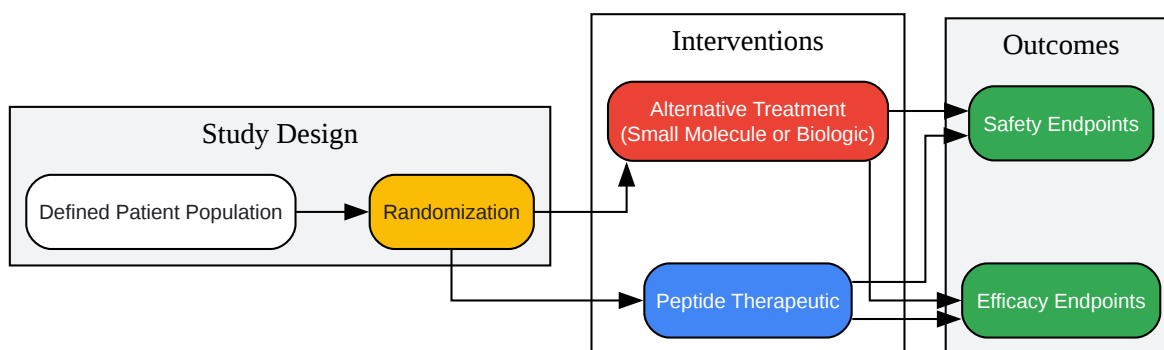 Study Design
Defined Patient Population
Randomization
Interventions
Alternative Treatment
(Small Molecule or Biologic)
Peptide Therapeutic
Outcomes
Safety Endpoints
Efficacy Endpoints